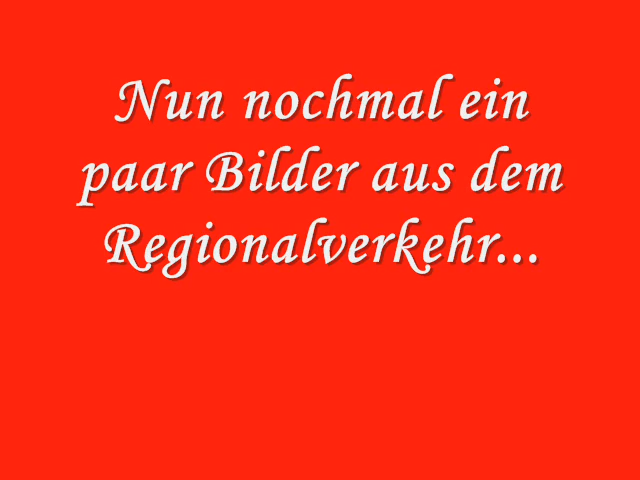 Nun nochmal ein
paar Bilder aus dem
Regionalverkehr...